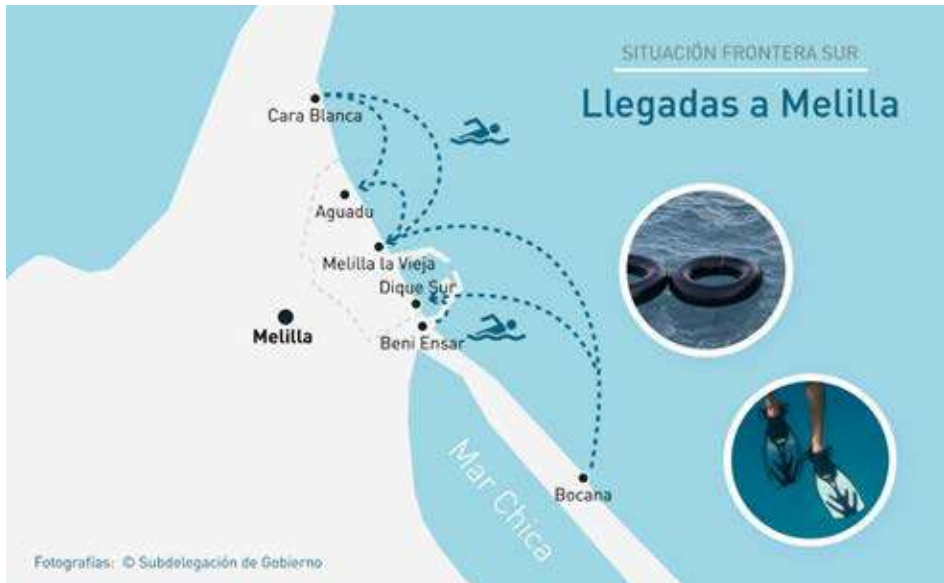 SITUACIÓN FRONTERA SUR
Llegadas a Melilla
Cara Blanca
Aguadu
Melilla la Vieja
Dique Sur
Melilla
Beni Ensar
Mar Chica
Bocana
Fotografías: © Subdelegación de Gobierno